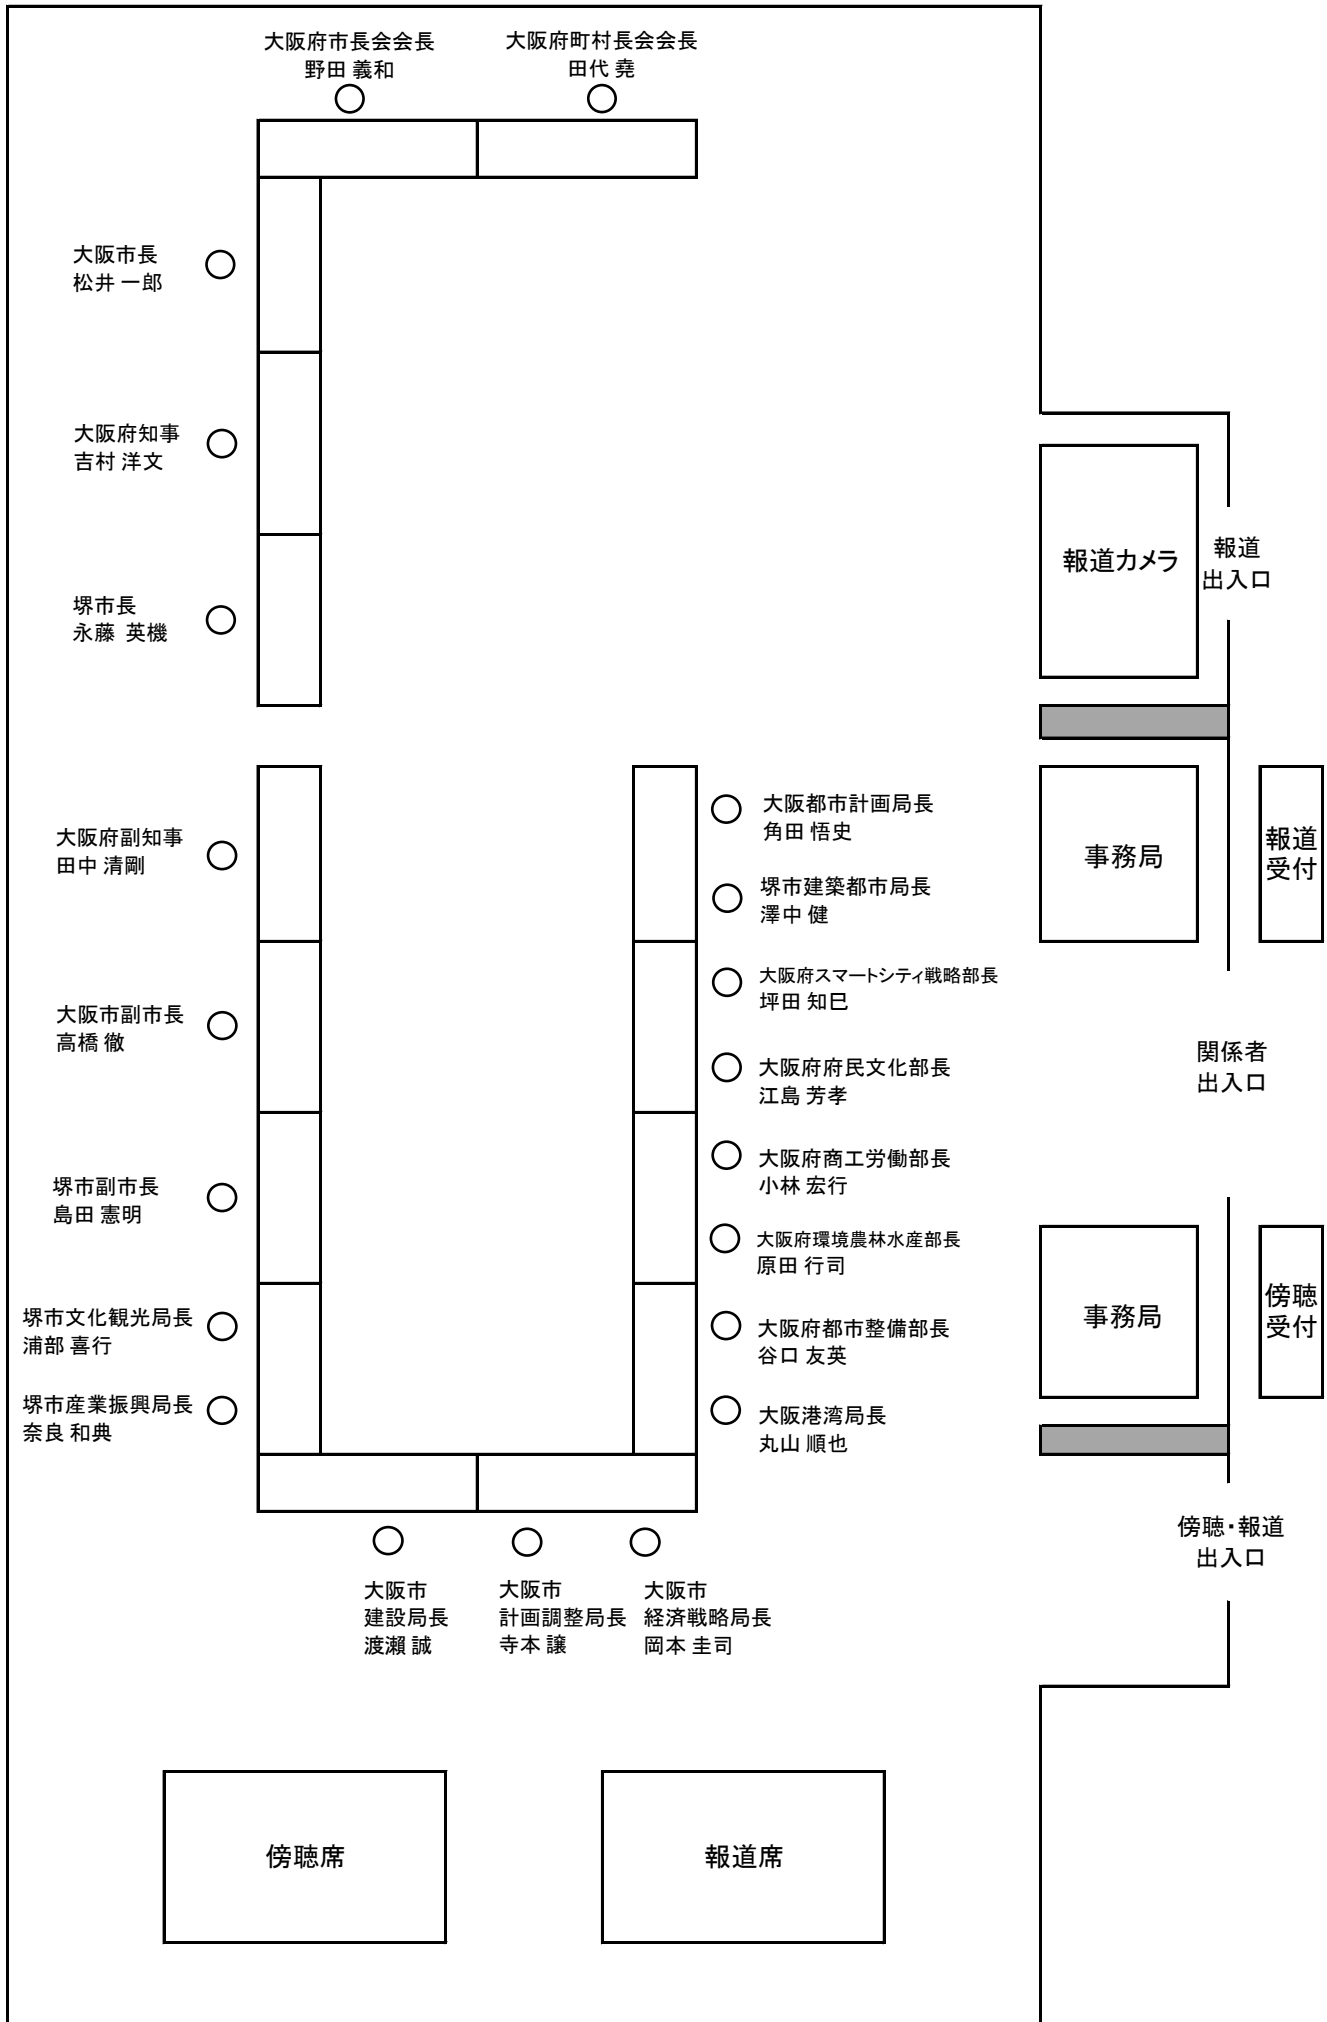 大阪府市長会会長
野田 義和
大阪府町村長会会長
田代 堯
大阪市長
松井 一郎
大阪府知事
吉村 洋文
堺市長
永藤 英機
報道カメラ
報道
出入口
大阪府副知事
田中 清剛
大阪市副市長
高橋 徹
堺市副市長
島田 憲明
堺市文化観光局長
浦部 喜行
堺市産業振興局長
奈良 和典
大阪都市計画局長
角田 悟史
堺市建築都市局長
澤中 健
大阪府スマートシティ戦略部長
坪田 知巳
大阪府府民文化部長
江島 芳孝
大阪府商工労働部長
小林 宏行
大阪府環境農林水産部長
原田 行司
大阪府都市整備部長
谷口 友英
大阪港湾局長
丸山 順也
事務局
報道
受付
関係者
出入口
事務局
傍聴
受付
傍聴・報道
出入口
大阪市
建設局長
渡瀬 誠
大阪市
計画調整局長
寺本 譲
大阪市
経済戦略局長
岡本 圭司
傍聴席
報道席